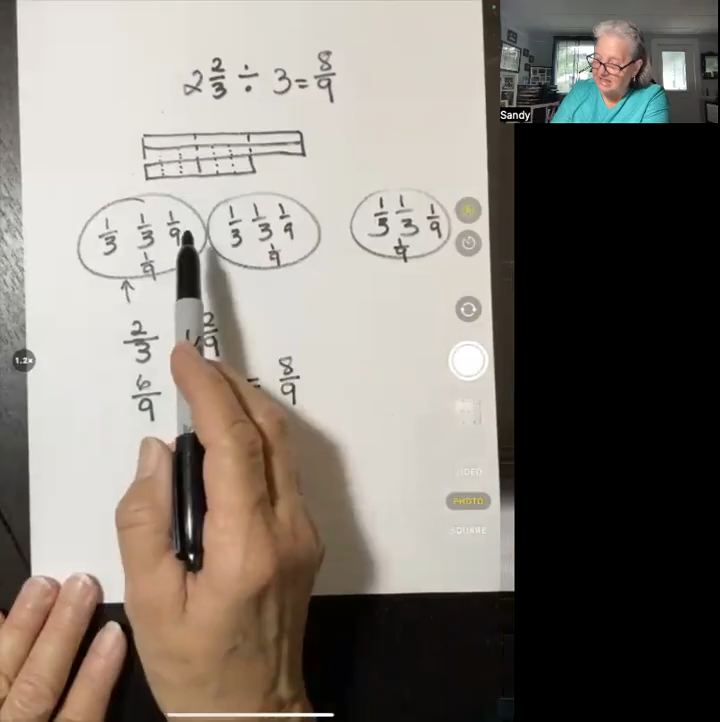 2 2/3 ÷ 3 = 8/9
Sandy
1/3 1/3 1/9 1/3 1/3 1/9 1/3 1/3 1/9
1/9 1/9 1/9
2/3 2/9
6/9 = 8/9
1.2x
VIDEO
PHOTO
SQUARE